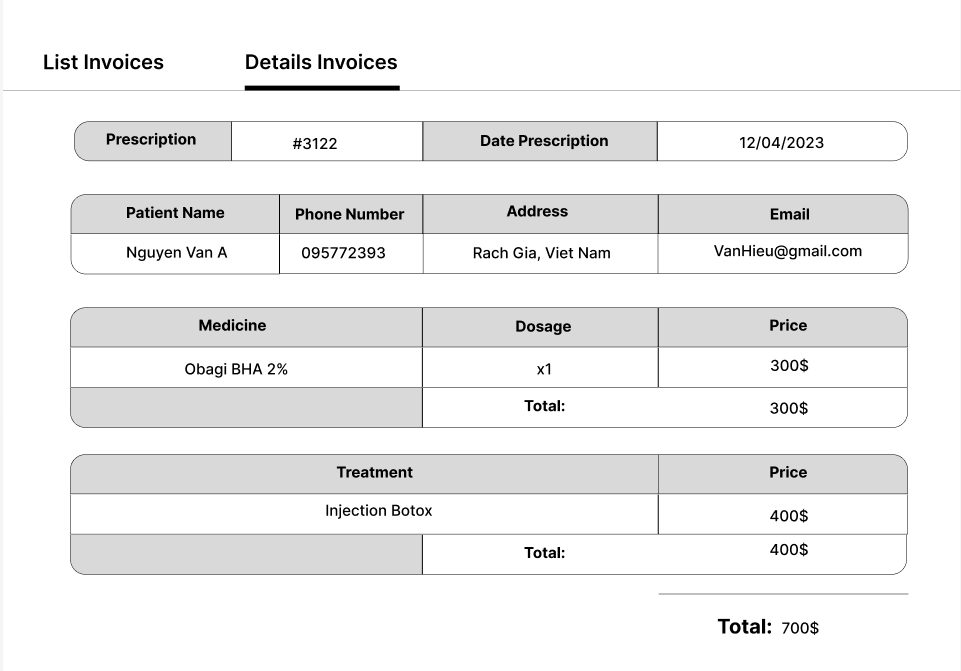 List Invoices Details Invoices
Prescription #3122 Date Prescription 12/04/2023
Patient Name Phone Number Address Email
Nguyen Van A 095772393 Rach Gia, Viet Nam VanHieu@gmail.com
Medicine Dosage Price
Obagi BHA 2% x1 300$
Total: 300$
Treatment Price
Injection Botox 400$
Total: 400$
Total: 700$